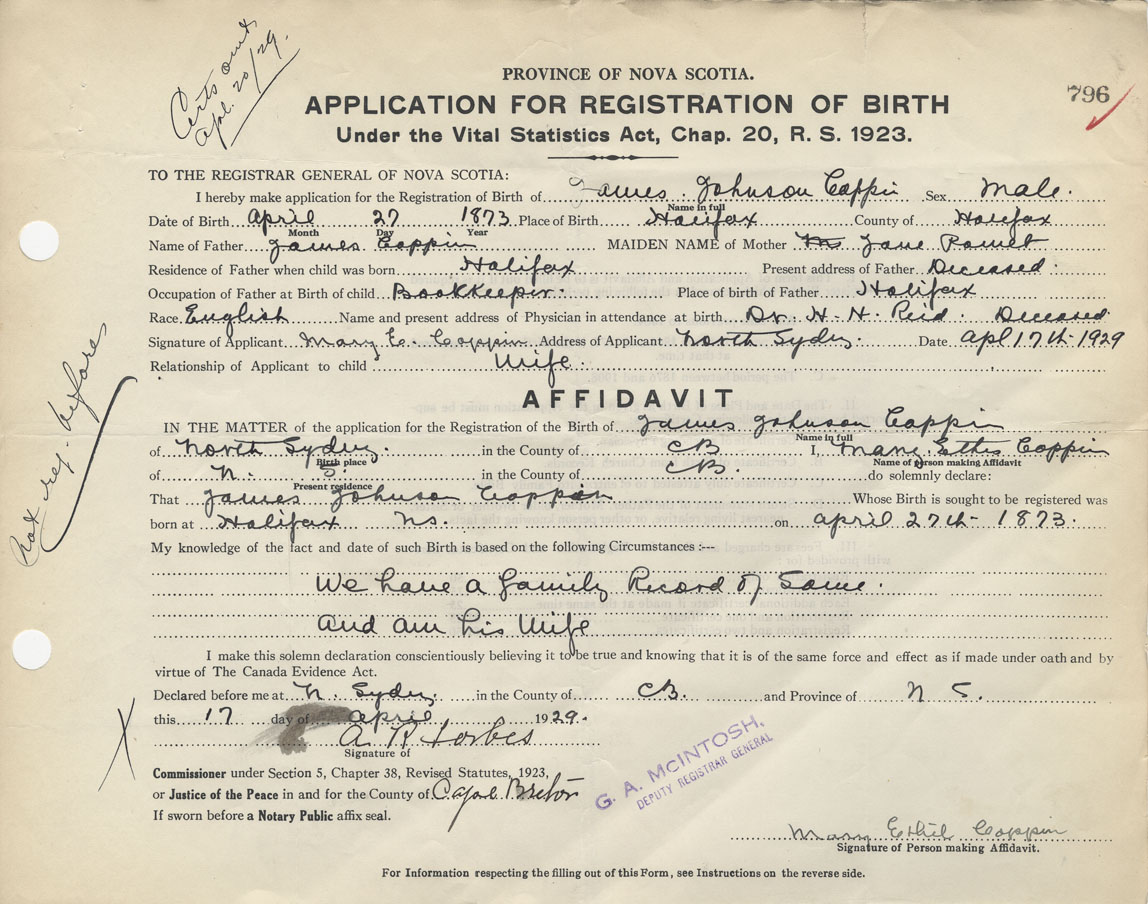 Certs out
Apl. 20/29.
PROVINCE OF NOVA SCOTIA.
796
APPLICATION FOR REGISTRATION OF BIRTH
Under the Vital Statistics Act, Chap. 20, R. S. 1923.
TO THE REGISTRAR GENERAL OF NOVA SCOTIA:
I hereby make application for the Registration of Birth of James Johnson Coppin Sex Male.
Name in full
Date of Birth April 27 1873 Place of Birth Halifax County of Halifax
Month Day Year
Name of Father James Coppin MAIDEN NAME of Mother Jane
Residence of Father when child was born Halifax Present address of Father Deceased
Occupation of Father at Birth of child Bookkeeper. Place of birth of Father Halifax
Race English Name and present address of Physician in attendance at birth Dr. H. H. Reid. Deceased
Signature of Applicant Mary E. Coppin Address of Applicant North Sydney. Date Apl 17th 1929
Relationship of Applicant to child Wife.
Not reg. before
AFFIDAVIT
IN THE MATTER of the application for the Registration of the Birth of James Johnson Coppin
Name in full
of North Sydney. in the County of CB I, Mary Ethel Coppin
Birth place Name of Person making Affidavit
of N. S. in the County of CB. do solemnly declare:
Present residence
That James Johnson Coppin Whose Birth is sought to be registered was
born at Halifax Ns. on April 27th 1873.
My knowledge of the fact and date of such Birth is based on the following Circumstances :---
We have a family Record of Same.
And am his Wife
I make this solemn declaration conscientiously believing it to be true and knowing that it is of the same force and effect as if made under oath and by
virtue of The Canada Evidence Act.
Declared before me at N. Sydney. in the County of CB. and Province of N S.
this 17 day of April 1929.
A R Forbes
Signature of
Commissioner under Section 5, Chapter 38, Revised Statutes, 1923,
or Justice of the Peace in and for the County of Cape Breton
If sworn before a Notary Public affix seal.
G. A. MCINTOSH,
DEPUTY REGISTRAR GENERAL
Mary Ethel Coppin
Signature of Person making Affidavit.
For Information respecting the filling out of this Form, see Instructions on the reverse side.